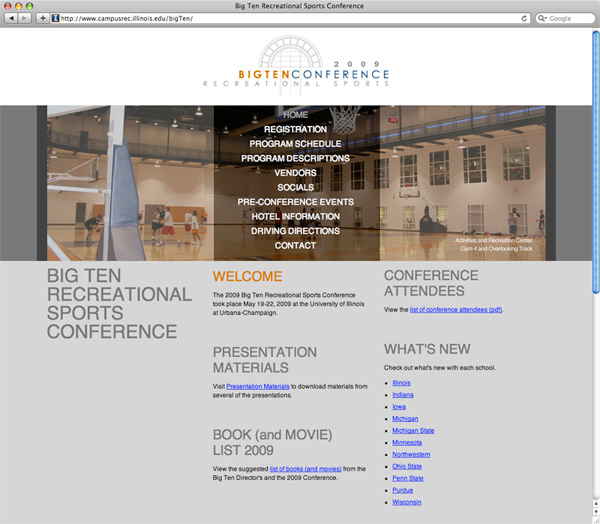 Big Ten Recreational Sports Conference
http://www.campusrec.illinois.edu/bigTen/
Google
2009
BIGTENCONFERENCE
RECREATIONAL SPORTS
HOME
REGISTRATION
PROGRAM SCHEDULE
PROGRAM DESCRIPTIONS
VENDORS
SOCIALS
PRE-CONFERENCE EVENTS
HOTEL INFORMATION
DRIVING DIRECTIONS
CONTACT
Activities and Recreation Center
Gym 4 and Overlooking Track
BIG TEN
RECREATIONAL
SPORTS
CONFERENCE
WELCOME
The 2009 Big Ten Recreational Sports Conference
took place May 19-22, 2009 at the University of Illinois
at Urbana-Champaign.
PRESENTATION
MATERIALS
Visit Presentation Materials to download materials from
several of the presentations.
BOOK (and MOVIE)
LIST 2009
View the suggested list of books (and movies) from the
Big Ten Director's and the 2009 Conference.
CONFERENCE
ATTENDEES
View the list of conference attendees (pdf).
WHAT'S NEW
Check out what's new with each school.
Illinois
Indiana
Iowa
Michigan
Michigan State
Minnesota
Northwestern
Ohio State
Penn State
Purdue
Wisconsin